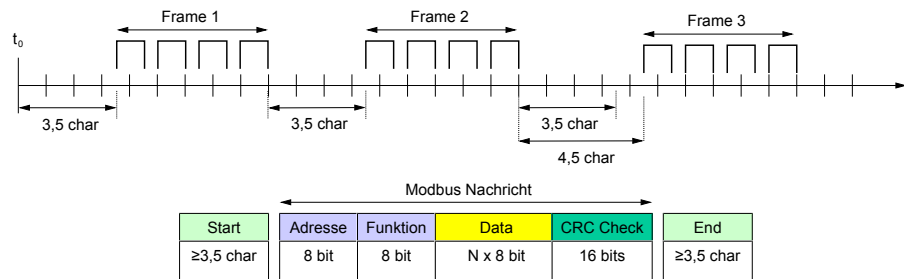 Frame 1 Frame 2 Frame 3
t0
3,5 char 3,5 char 3,5 char
4,5 char
Modbus Nachricht
Start Adresse Funktion Data CRC Check End
≥3,5 char 8 bit 8 bit N x 8 bit 16 bits ≥3,5 char